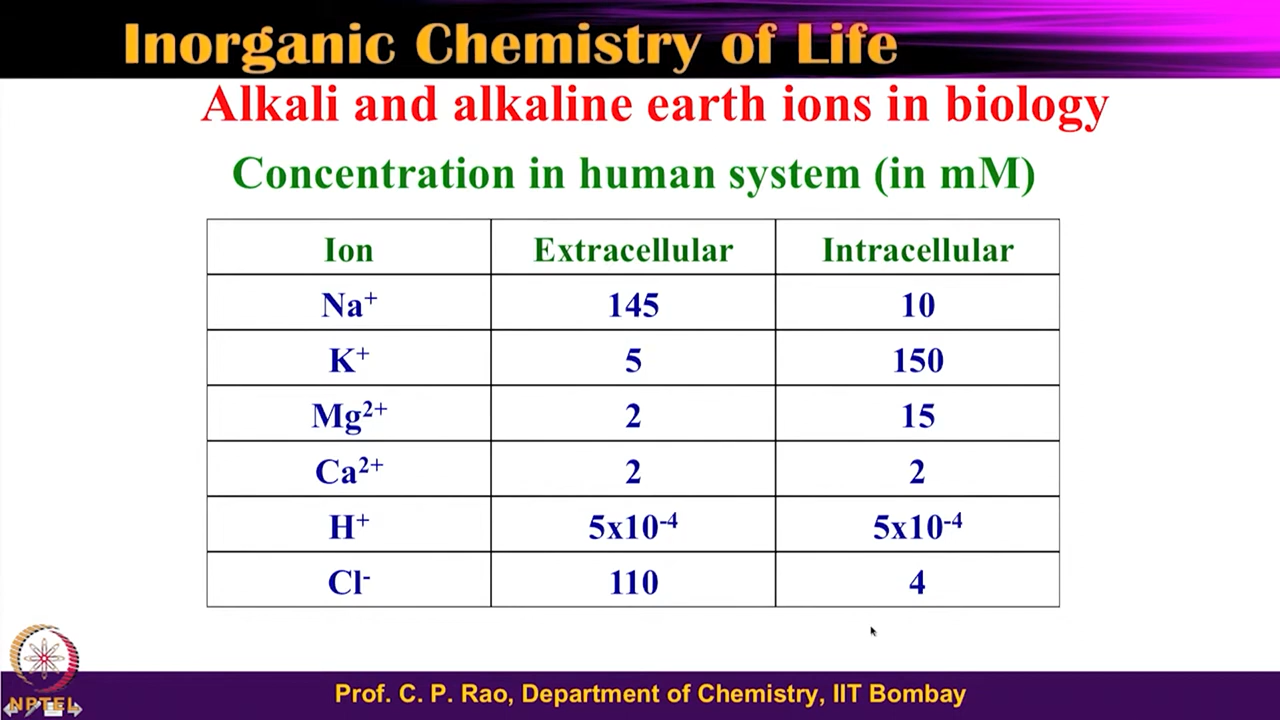 Inorganic Chemistry of Life
Alkali and alkaline earth ions in biology
Concentration in human system (in mM)
Ion Extracellular Intracellular
Na⁺ 145 10
K⁺ 5 150
Mg²⁺ 2 15
Ca²⁺ 2 2
H⁺ 5x10⁻⁴ 5x10⁻⁴
Cl⁻ 110 4
NPTEL
Prof. C. P. Rao, Department of Chemistry, IIT Bombay